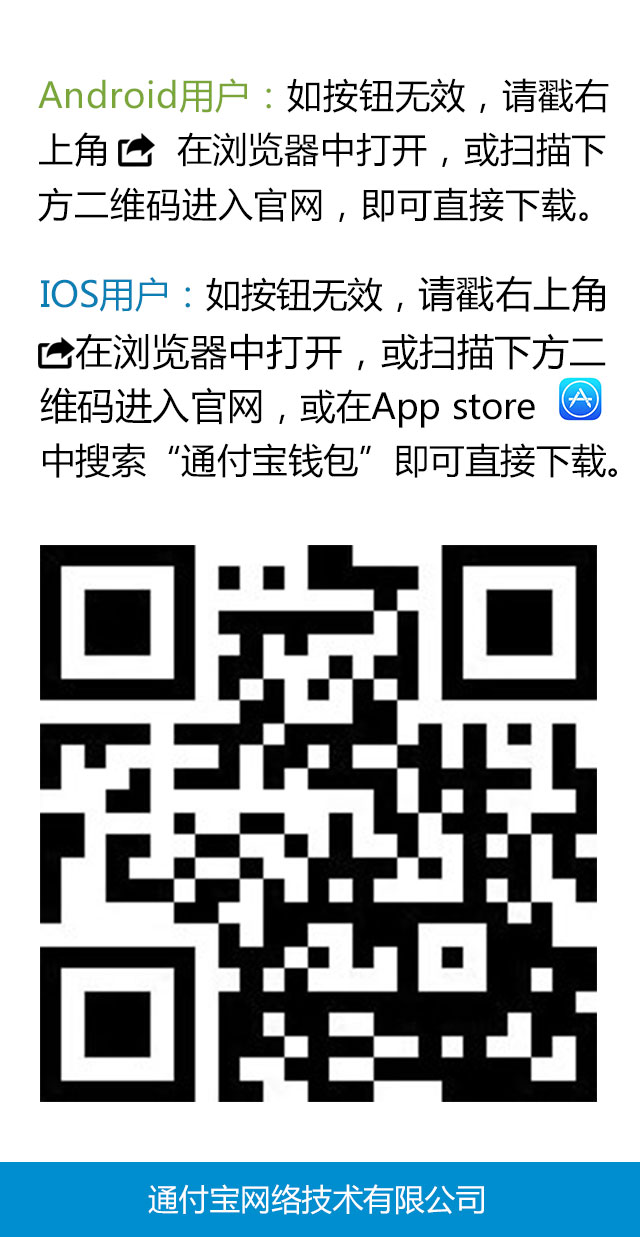 Android用户：如按钮无效，请戳右
上角 在浏览器中打开，或扫描下
方二维码进入官网，即可直接下载。
IOS用户：如按钮无效，请戳右上角
在浏览器中打开，或扫描下方二
维码进入官网，或在App store
中搜索“通付宝钱包”即可直接下载。
通付宝网络技术有限公司